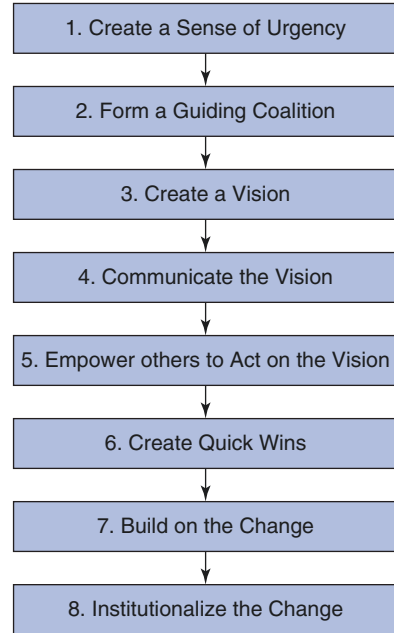 1. Create a Sense of Urgency
2. Form a Guiding Coalition
3. Create a Vision
4. Communicate the Vision
5. Empower others to Act on the Vision
6. Create Quick Wins
7. Build on the Change
8. Institutionalize the Change